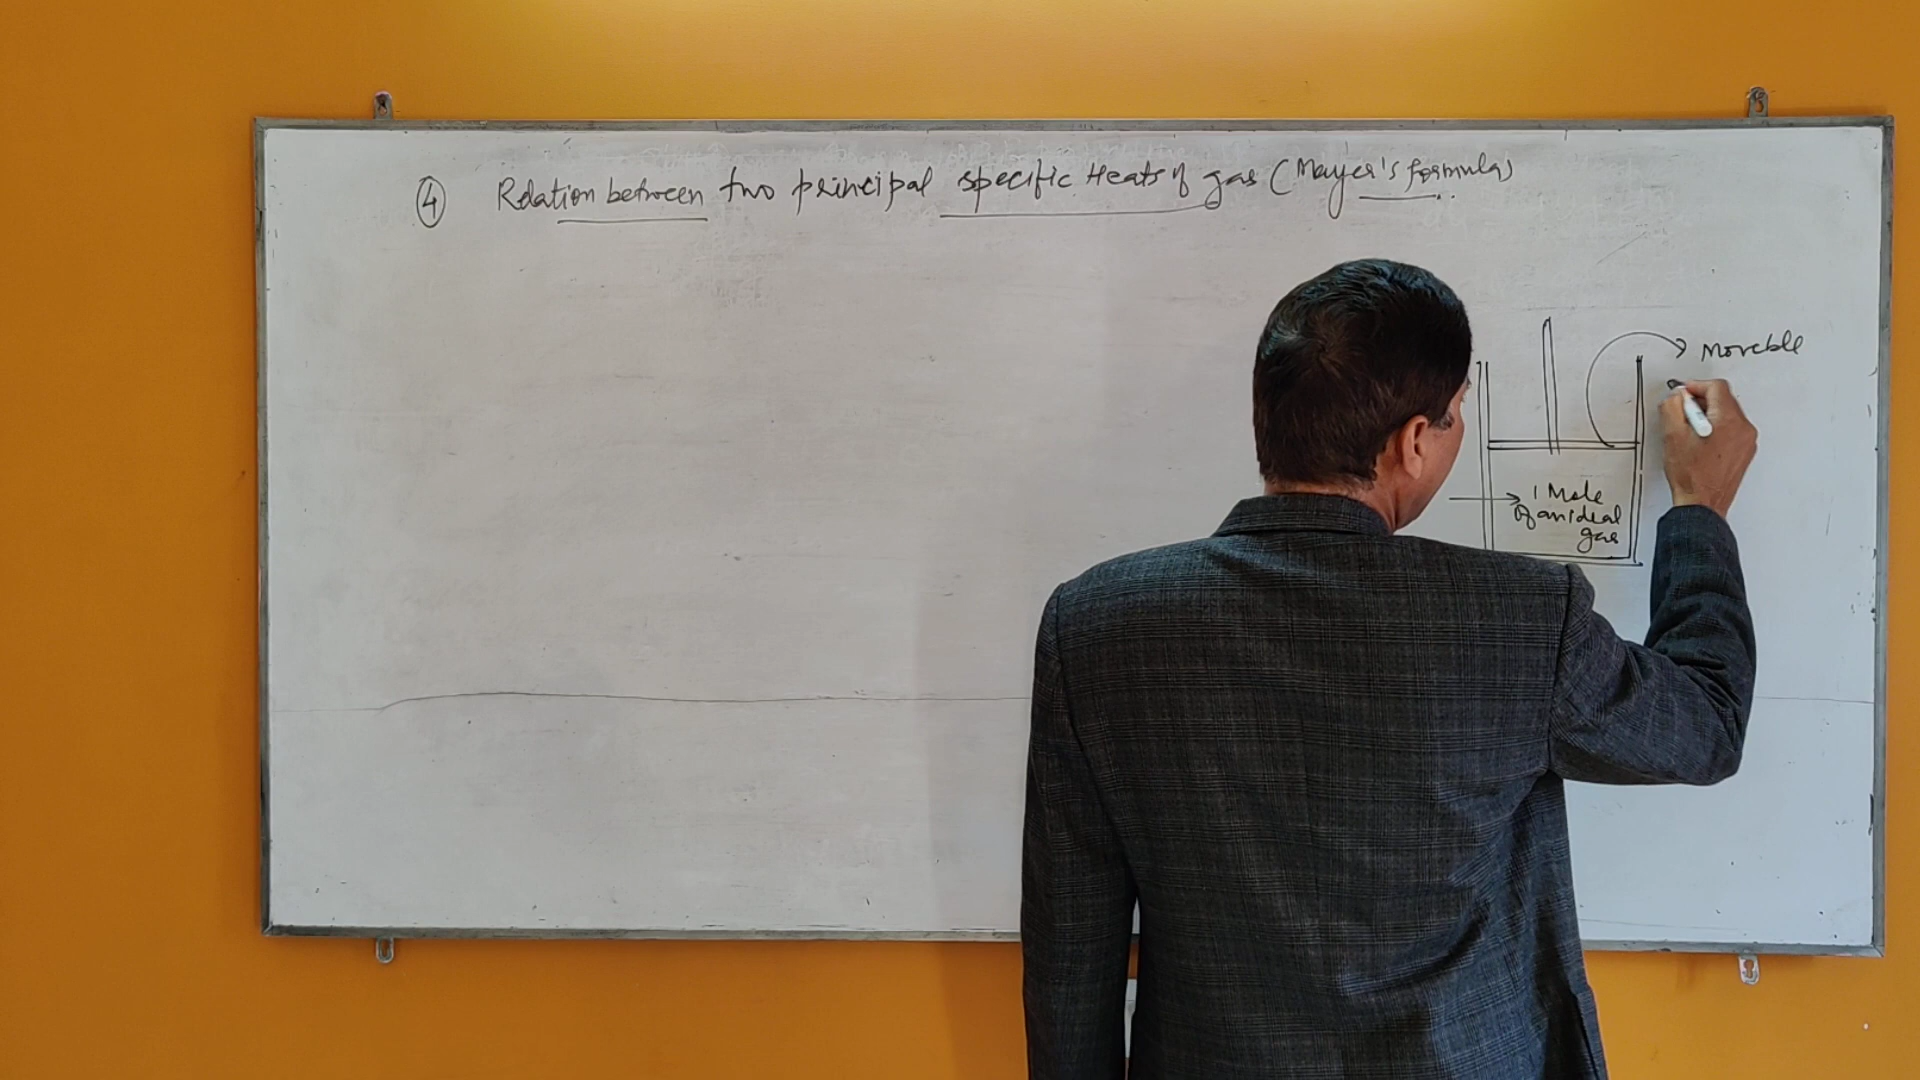 ④ Relation between two principal specific Heats of gas (Mayer's formula)
Moveble
1 Mole
of an ideal
gas